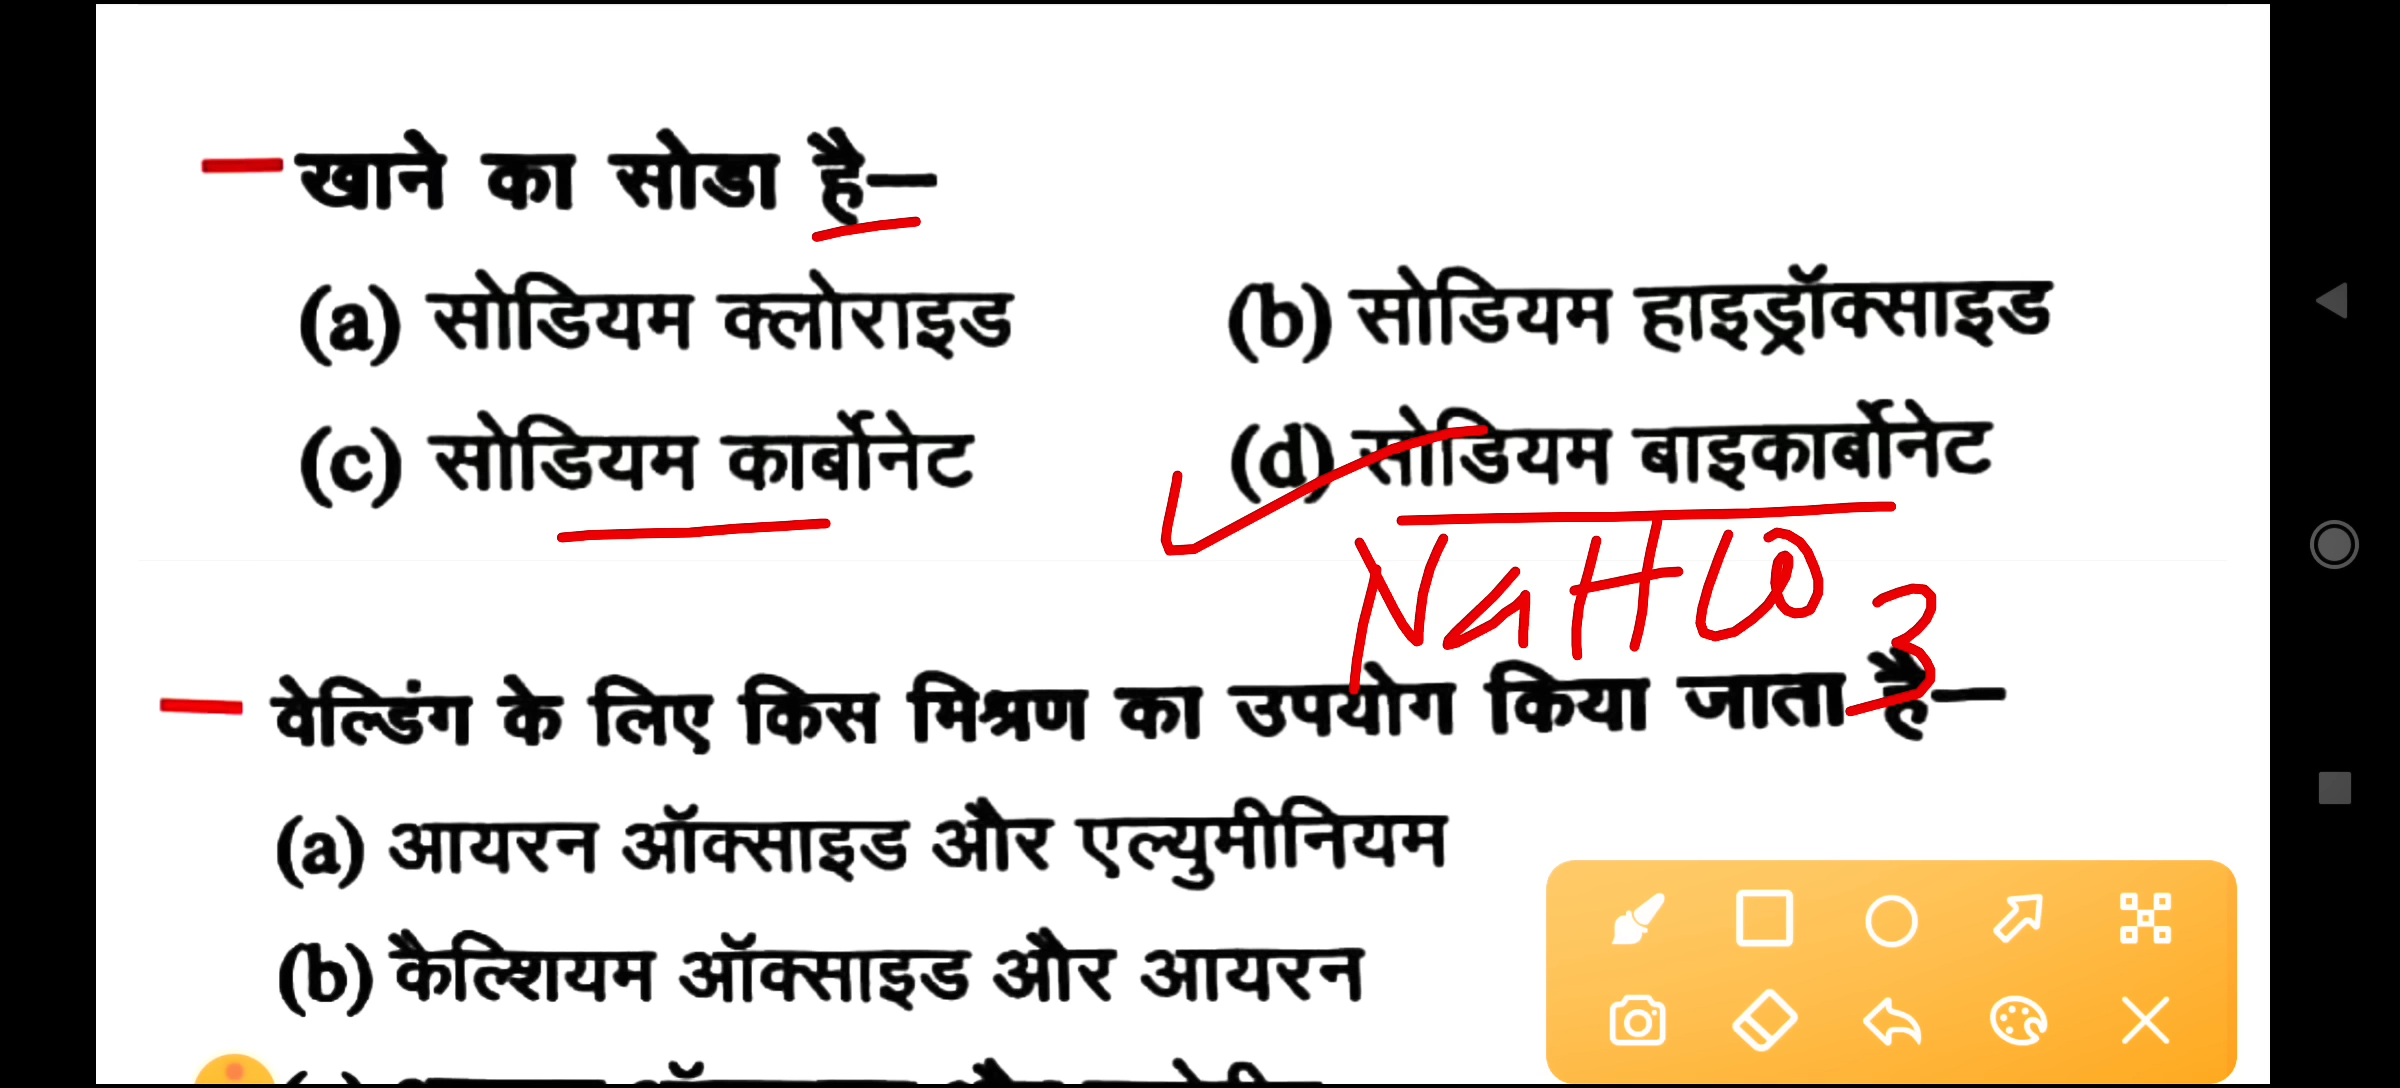 खाने का सोडा है—
(a) सोडियम क्लोराइड (b) सोडियम हाइड्रॉक्साइड
(c) सोडियम कार्बोनेट (d) सोडियम बाइकार्बोनेट
NaHCO3
वेल्डिंग के लिए किस मिश्रण का उपयोग किया जाता है—
(a) आयरन ऑक्साइड और एल्युमीनियम
(b) कैल्शियम ऑक्साइड और आयरन